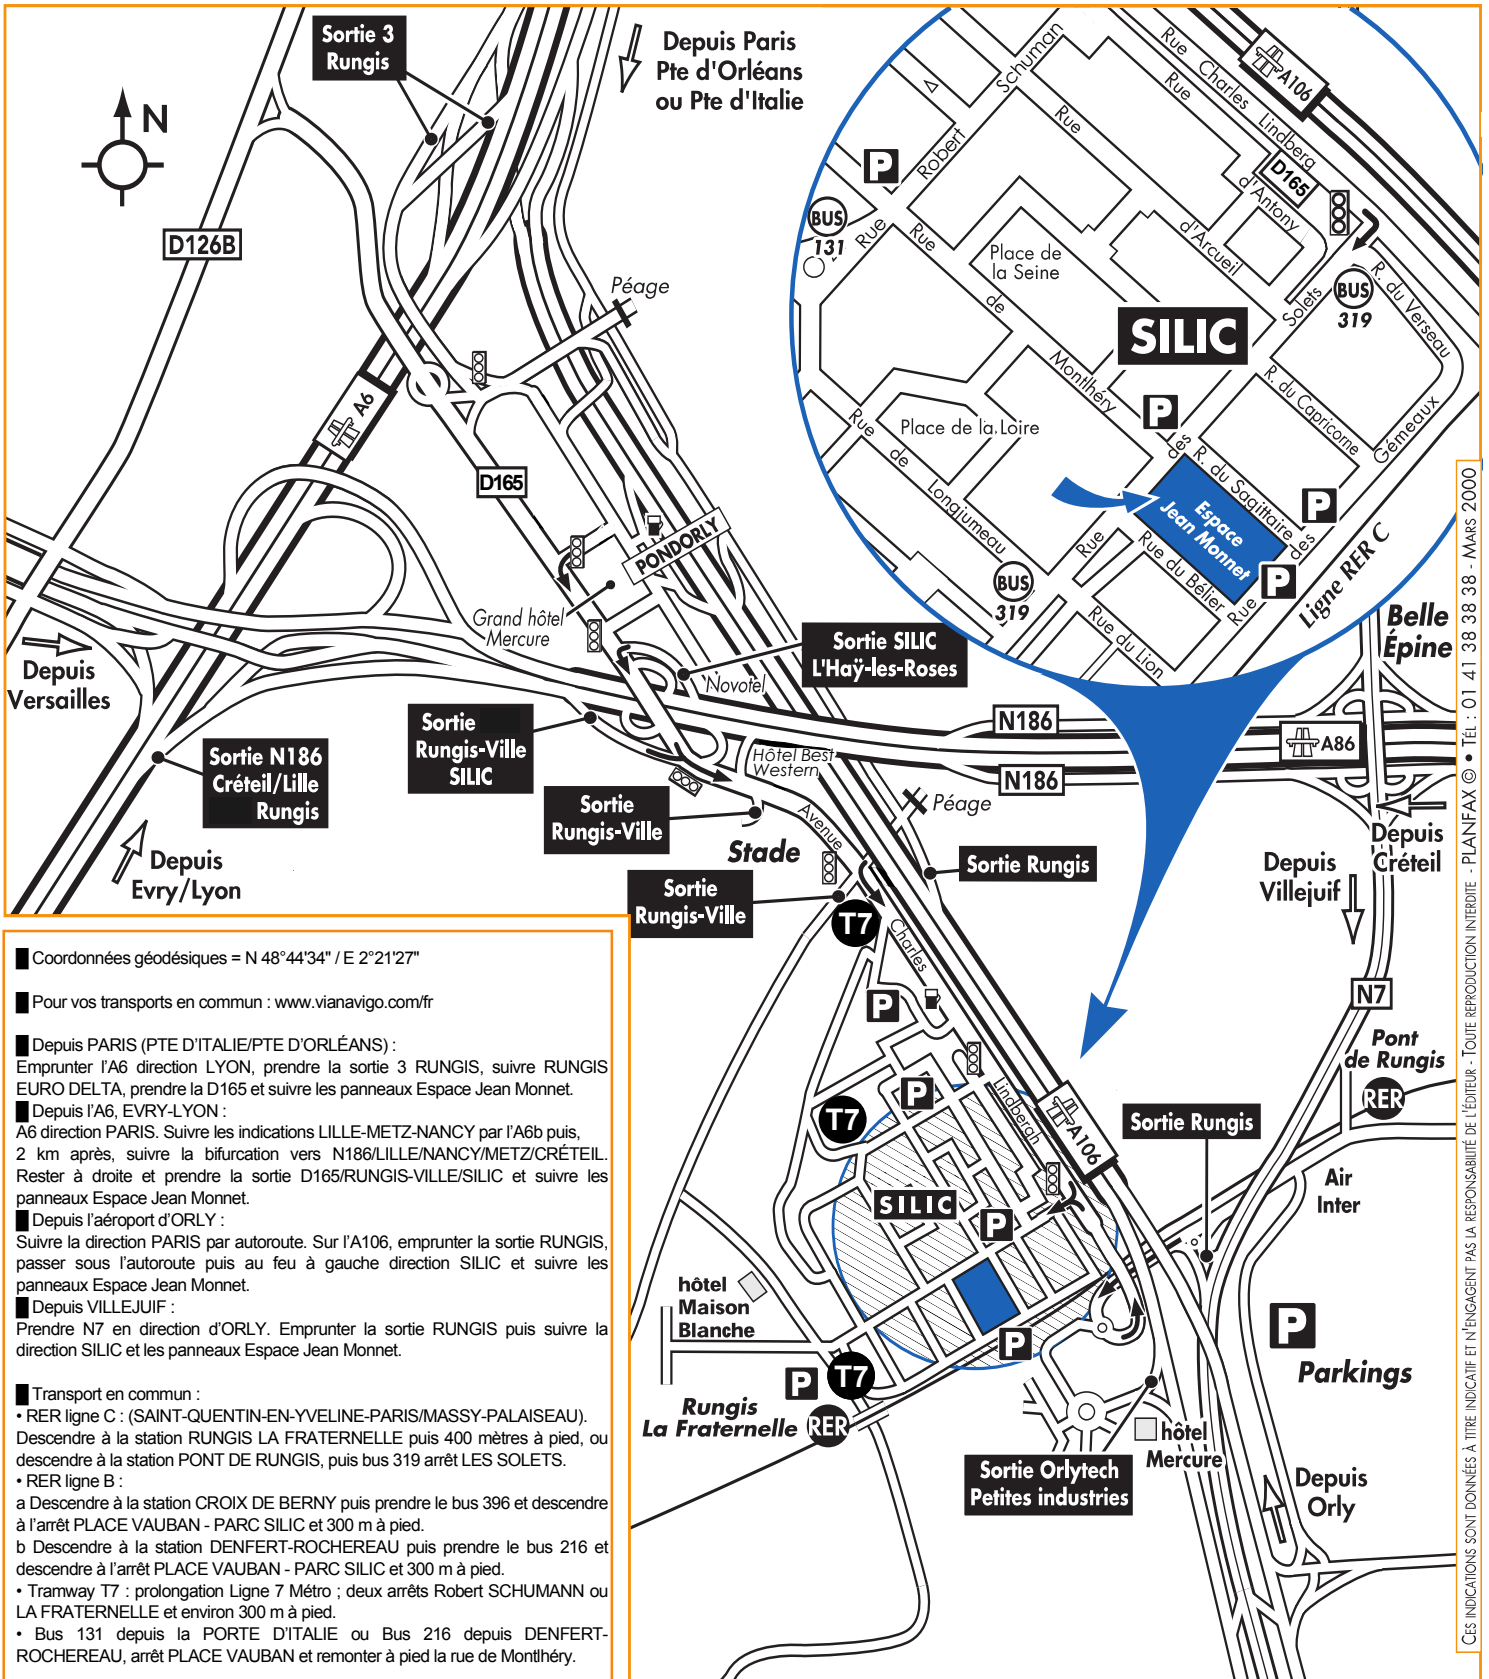 Sortie 3
Rungis
Depuis Paris
Pte d'Orléans
ou Pte d'Italie
N
D126B
Péage
A6
D165
PONDORLY
Grand hôtel
Mercure
Depuis
Versailles
Sortie SILIC
L'Haÿ-les-Roses
Novotel
Sortie
Rungis-Ville
SILIC
Sortie N186
Créteil/Lille
Rungis
Hôtel Best
Western
Sortie
Rungis-Ville
Avenue
Stade
Depuis
Evry/Lyon
Sortie
Rungis-Ville
T7
Charles
Péage
Sortie Rungis
N186
N186
A86
Belle
Épine
Depuis
Créteil
Depuis
Villejuif
N7
Pont
de Rungis
RER
Sortie Rungis
Air
Inter
P
Parkings
Depuis
Orly
hôtel
Mercure
Sortie Orlytech
Petites industries
P
P
T7
Lindbergh
A106
SILIC
P
P
hôtel
Maison
Blanche
T7
P
RER
Rungis
La Fraternelle
A106
Rue Charles Lindberg
D165
Rue d'Antony
Rue d'Arcueil
Rue Robert Schuman
P
BUS
131
Place de
la Seine
SILIC
BUS
319
R. du Verseau
Rue des Solets
R. du Capricorne
Rue des Gémeaux
Rue de Montlhéry
P
R. du Sagittaire
Place de la Loire
Rue de Longjumeau
Espace
Jean Monnet
P
P
Rue du Bélier
BUS
319
Rue du Lion
Ligne RER C
Coordonnées géodésiques = N 48°44'34" / E 2°21'27"
Pour vos transports en commun : www.vianavigo.com/fr
Depuis PARIS (PTE D'ITALIE/PTE D'ORLÉANS) :
Emprunter l'A6 direction LYON, prendre la sortie 3 RUNGIS, suivre RUNGIS
EURO DELTA, prendre la D165 et suivre les panneaux Espace Jean Monnet.
Depuis l'A6, EVRY-LYON :
A6 direction PARIS. Suivre les indications LILLE-METZ-NANCY par l'A6b puis,
2 km après, suivre la bifurcation vers N186/LILLE/NANCY/METZ/CRÉTEIL.
Rester à droite et prendre la sortie D165/RUNGIS-VILLE/SILIC et suivre les
panneaux Espace Jean Monnet.
Depuis l'aéroport d'ORLY :
Suivre la direction PARIS par autoroute. Sur l'A106, emprunter la sortie RUNGIS,
passer sous l'autoroute puis au feu à gauche direction SILIC et suivre les
panneaux Espace Jean Monnet.
Depuis VILLEJUIF :
Prendre N7 en direction d'ORLY. Emprunter la sortie RUNGIS puis suivre la
direction SILIC et les panneaux Espace Jean Monnet.
Transport en commun :
• RER ligne C : (SAINT-QUENTIN-EN-YVELINE-PARIS/MASSY-PALAISEAU).
Descendre à la station RUNGIS LA FRATERNELLE puis 400 mètres à pied, ou
descendre à la station PONT DE RUNGIS, puis bus 319 arrêt LES SOLETS.
• RER ligne B :
a Descendre à la station CROIX DE BERNY puis prendre le bus 396 et descendre
à l'arrêt PLACE VAUBAN - PARC SILIC et 300 m à pied.
b Descendre à la station DENFERT-ROCHEREAU puis prendre le bus 216 et
descendre à l'arrêt PLACE VAUBAN - PARC SILIC et 300 m à pied.
• Tramway T7 : prolongation Ligne 7 Métro ; deux arrêts Robert SCHUMANN ou
LA FRATERNELLE et environ 300 m à pied.
• Bus 131 depuis la PORTE D'ITALIE ou Bus 216 depuis DENFERT-
ROCHEREAU, arrêt PLACE VAUBAN et remonter à pied la rue de Montlhéry.
CES INDICATIONS SONT DONNÉES À TITRE INDICATIF ET N'ENGAGENT PAS LA RESPONSABILITÉ DE L'ÉDITEUR - TOUTE REPRODUCTION INTERDITE - PLANFAX © • TÉL : 01 41 38 38 38 - MARS 2000